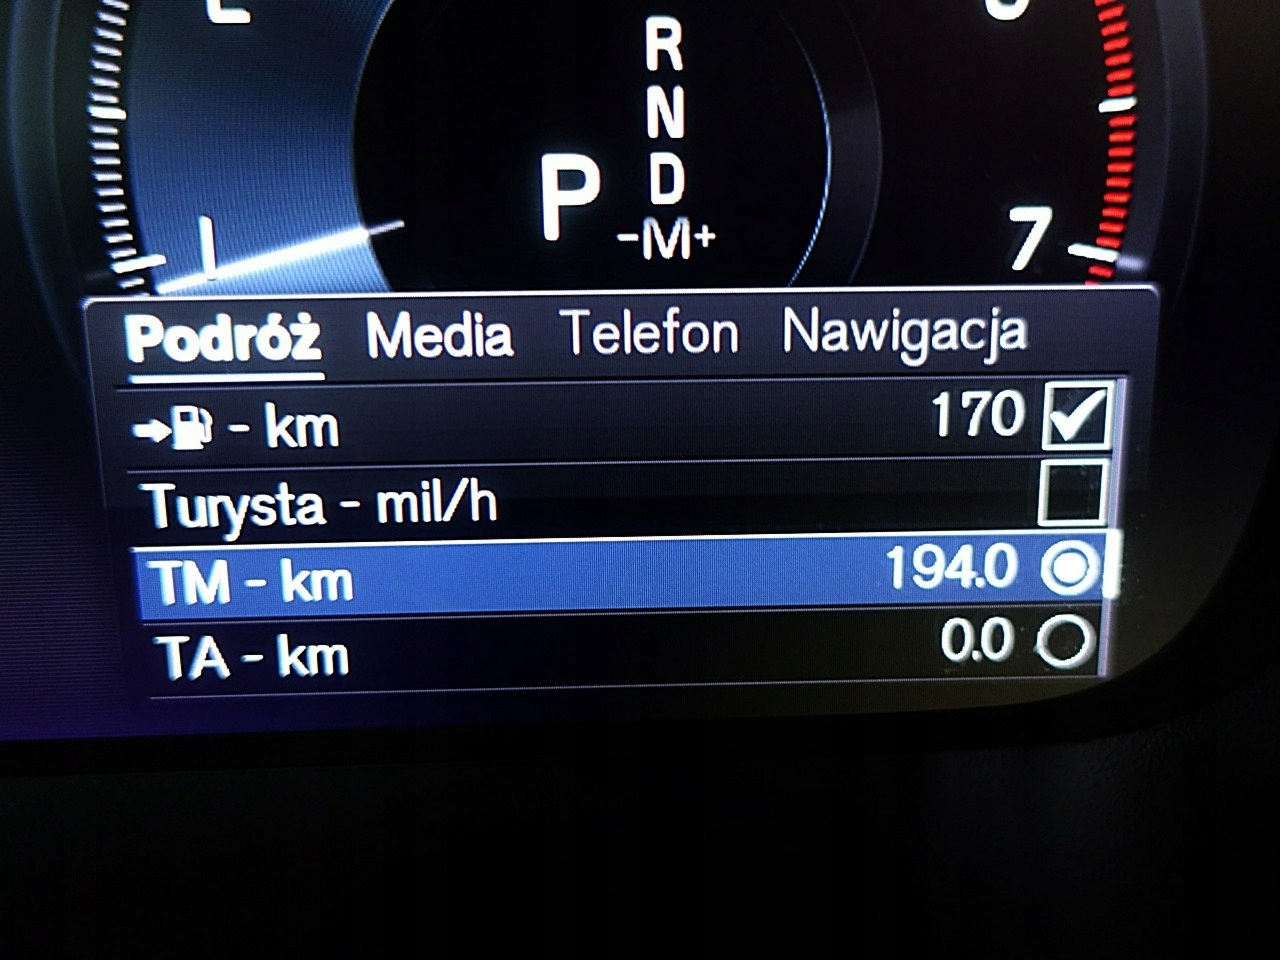 R
N
P D
-M+
7
Podróż Media Telefon Nawigacja
- km 170
Turysta - mil/h
TM - km 194.0
TA - km 0.0